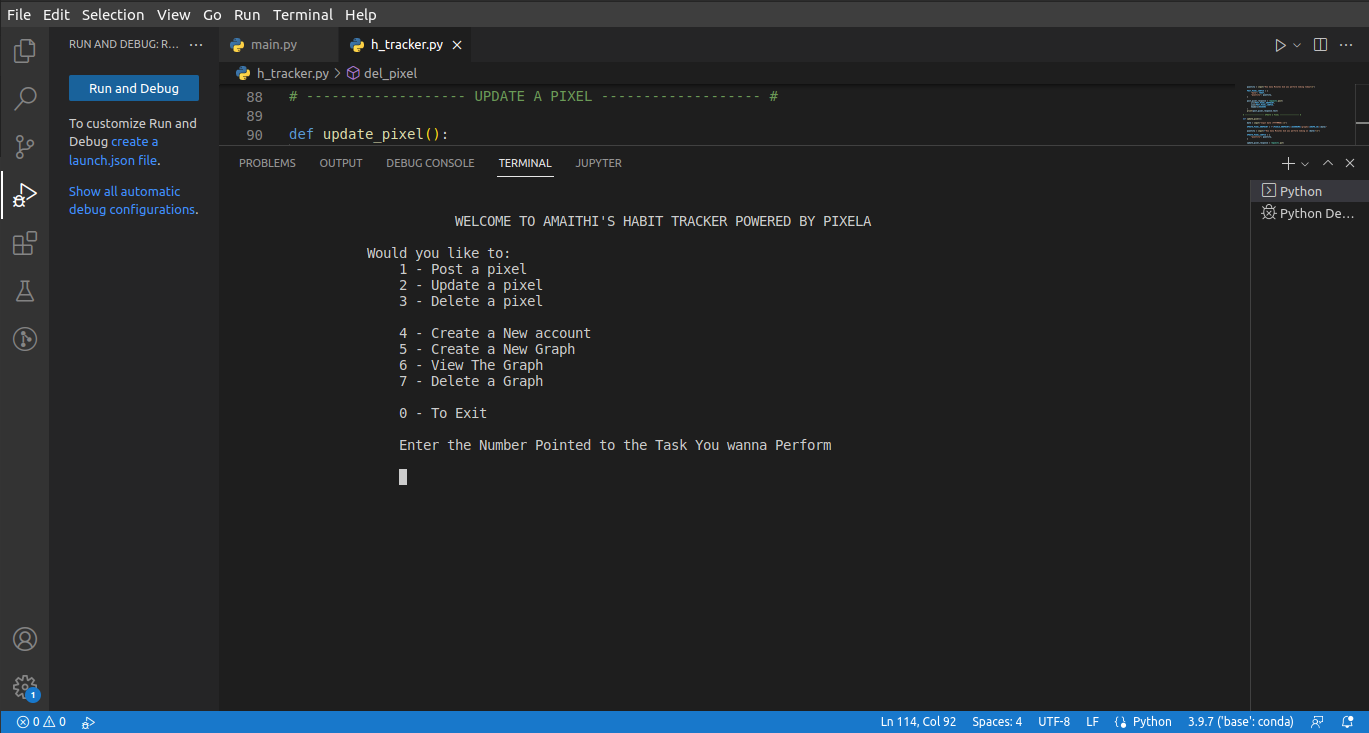 File Edit Selection View Go Run Terminal Help
RUN AND DEBUG: R... ···
main.py
h_tracker.py
h_tracker.py > del_pixel
Run and Debug
To customize Run and
Debug create a
launch.json file.
Show all automatic
debug configurations.
88 # ------------------- UPDATE A PIXEL ------------------- #
89
90 def update_pixel():
PROBLEMS OUTPUT DEBUG CONSOLE TERMINAL JUPYTER
WELCOME TO AMAITHI'S HABIT TRACKER POWERED BY PIXELA
Would you like to:
1 - Post a pixel
2 - Update a pixel
3 - Delete a pixel
4 - Create a New account
5 - Create a New Graph
6 - View The Graph
7 - Delete a Graph
0 - To Exit
Enter the Number Pointed to the Task You wanna Perform
Python
Python De...
1
0 0 Ln 114, Col 92 Spaces: 4 UTF-8 LF Python 3.9.7 ('base': conda)